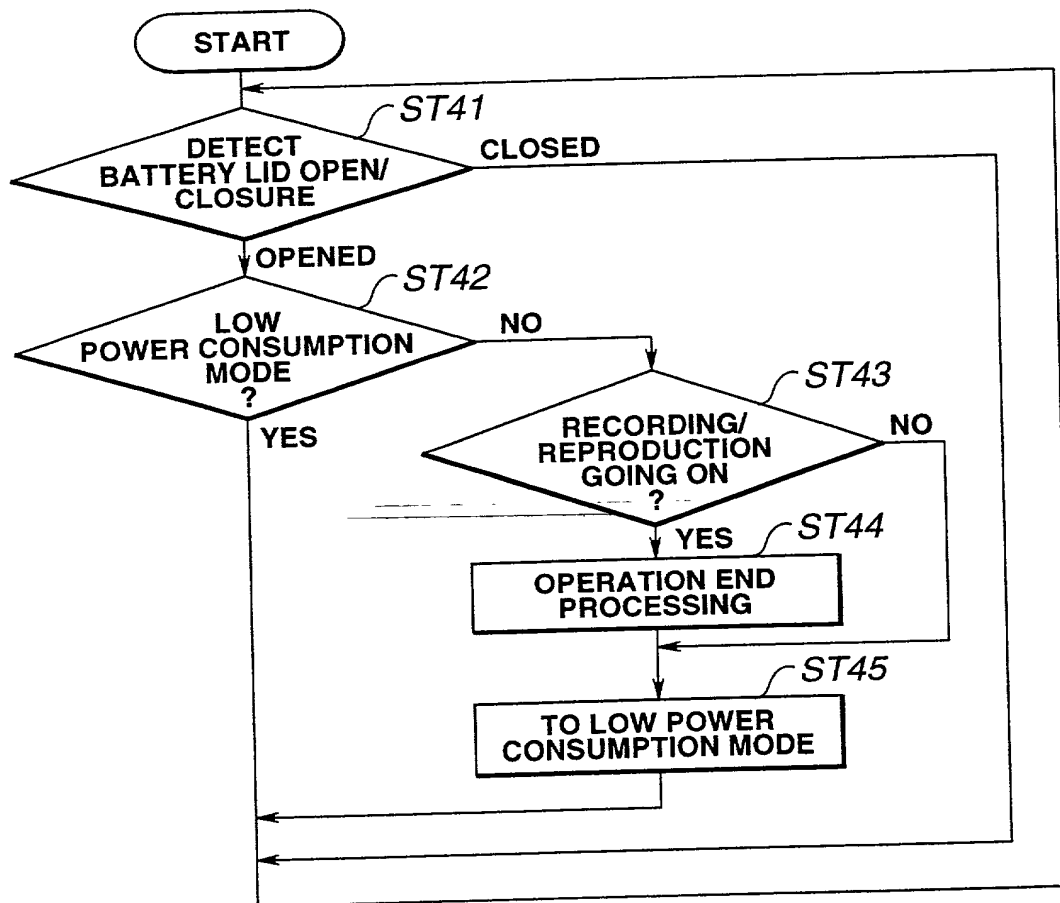 START
ST41
DETECT
BATTERY LID OPEN/
CLOSURE
CLOSED
OPENED
ST42
LOW
POWER CONSUMPTION
MODE
?
NO
YES
ST43
RECORDING/
REPRODUCTION
GOING ON
?
NO
YES
ST44
OPERATION END
PROCESSING
ST45
TO LOW POWER
CONSUMPTION MODE